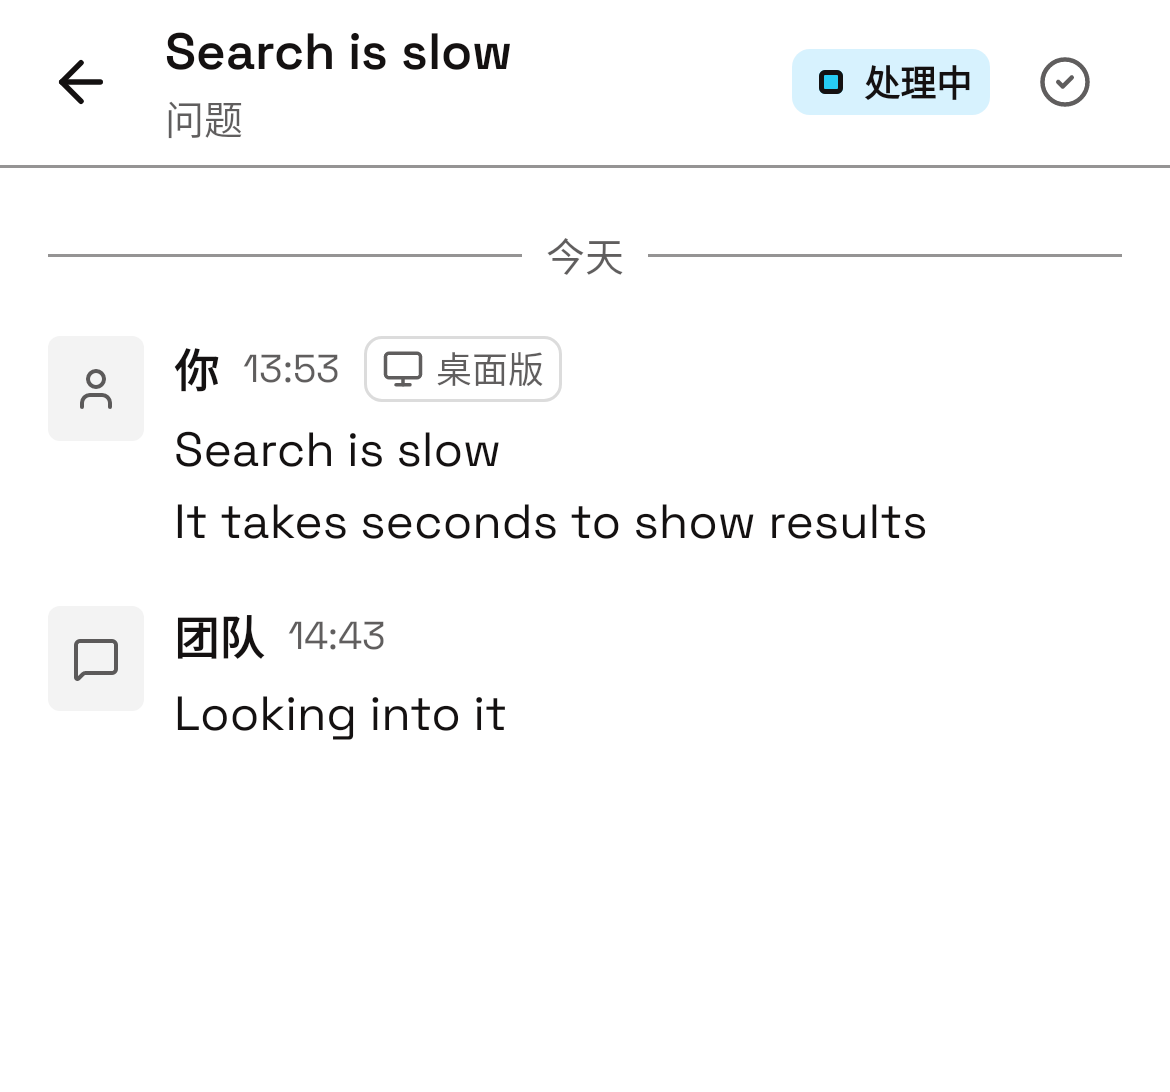 Search is slow
问题
处理中
今天
你 13:53 桌面版
Search is slow
It takes seconds to show results
团队 14:43
Looking into it